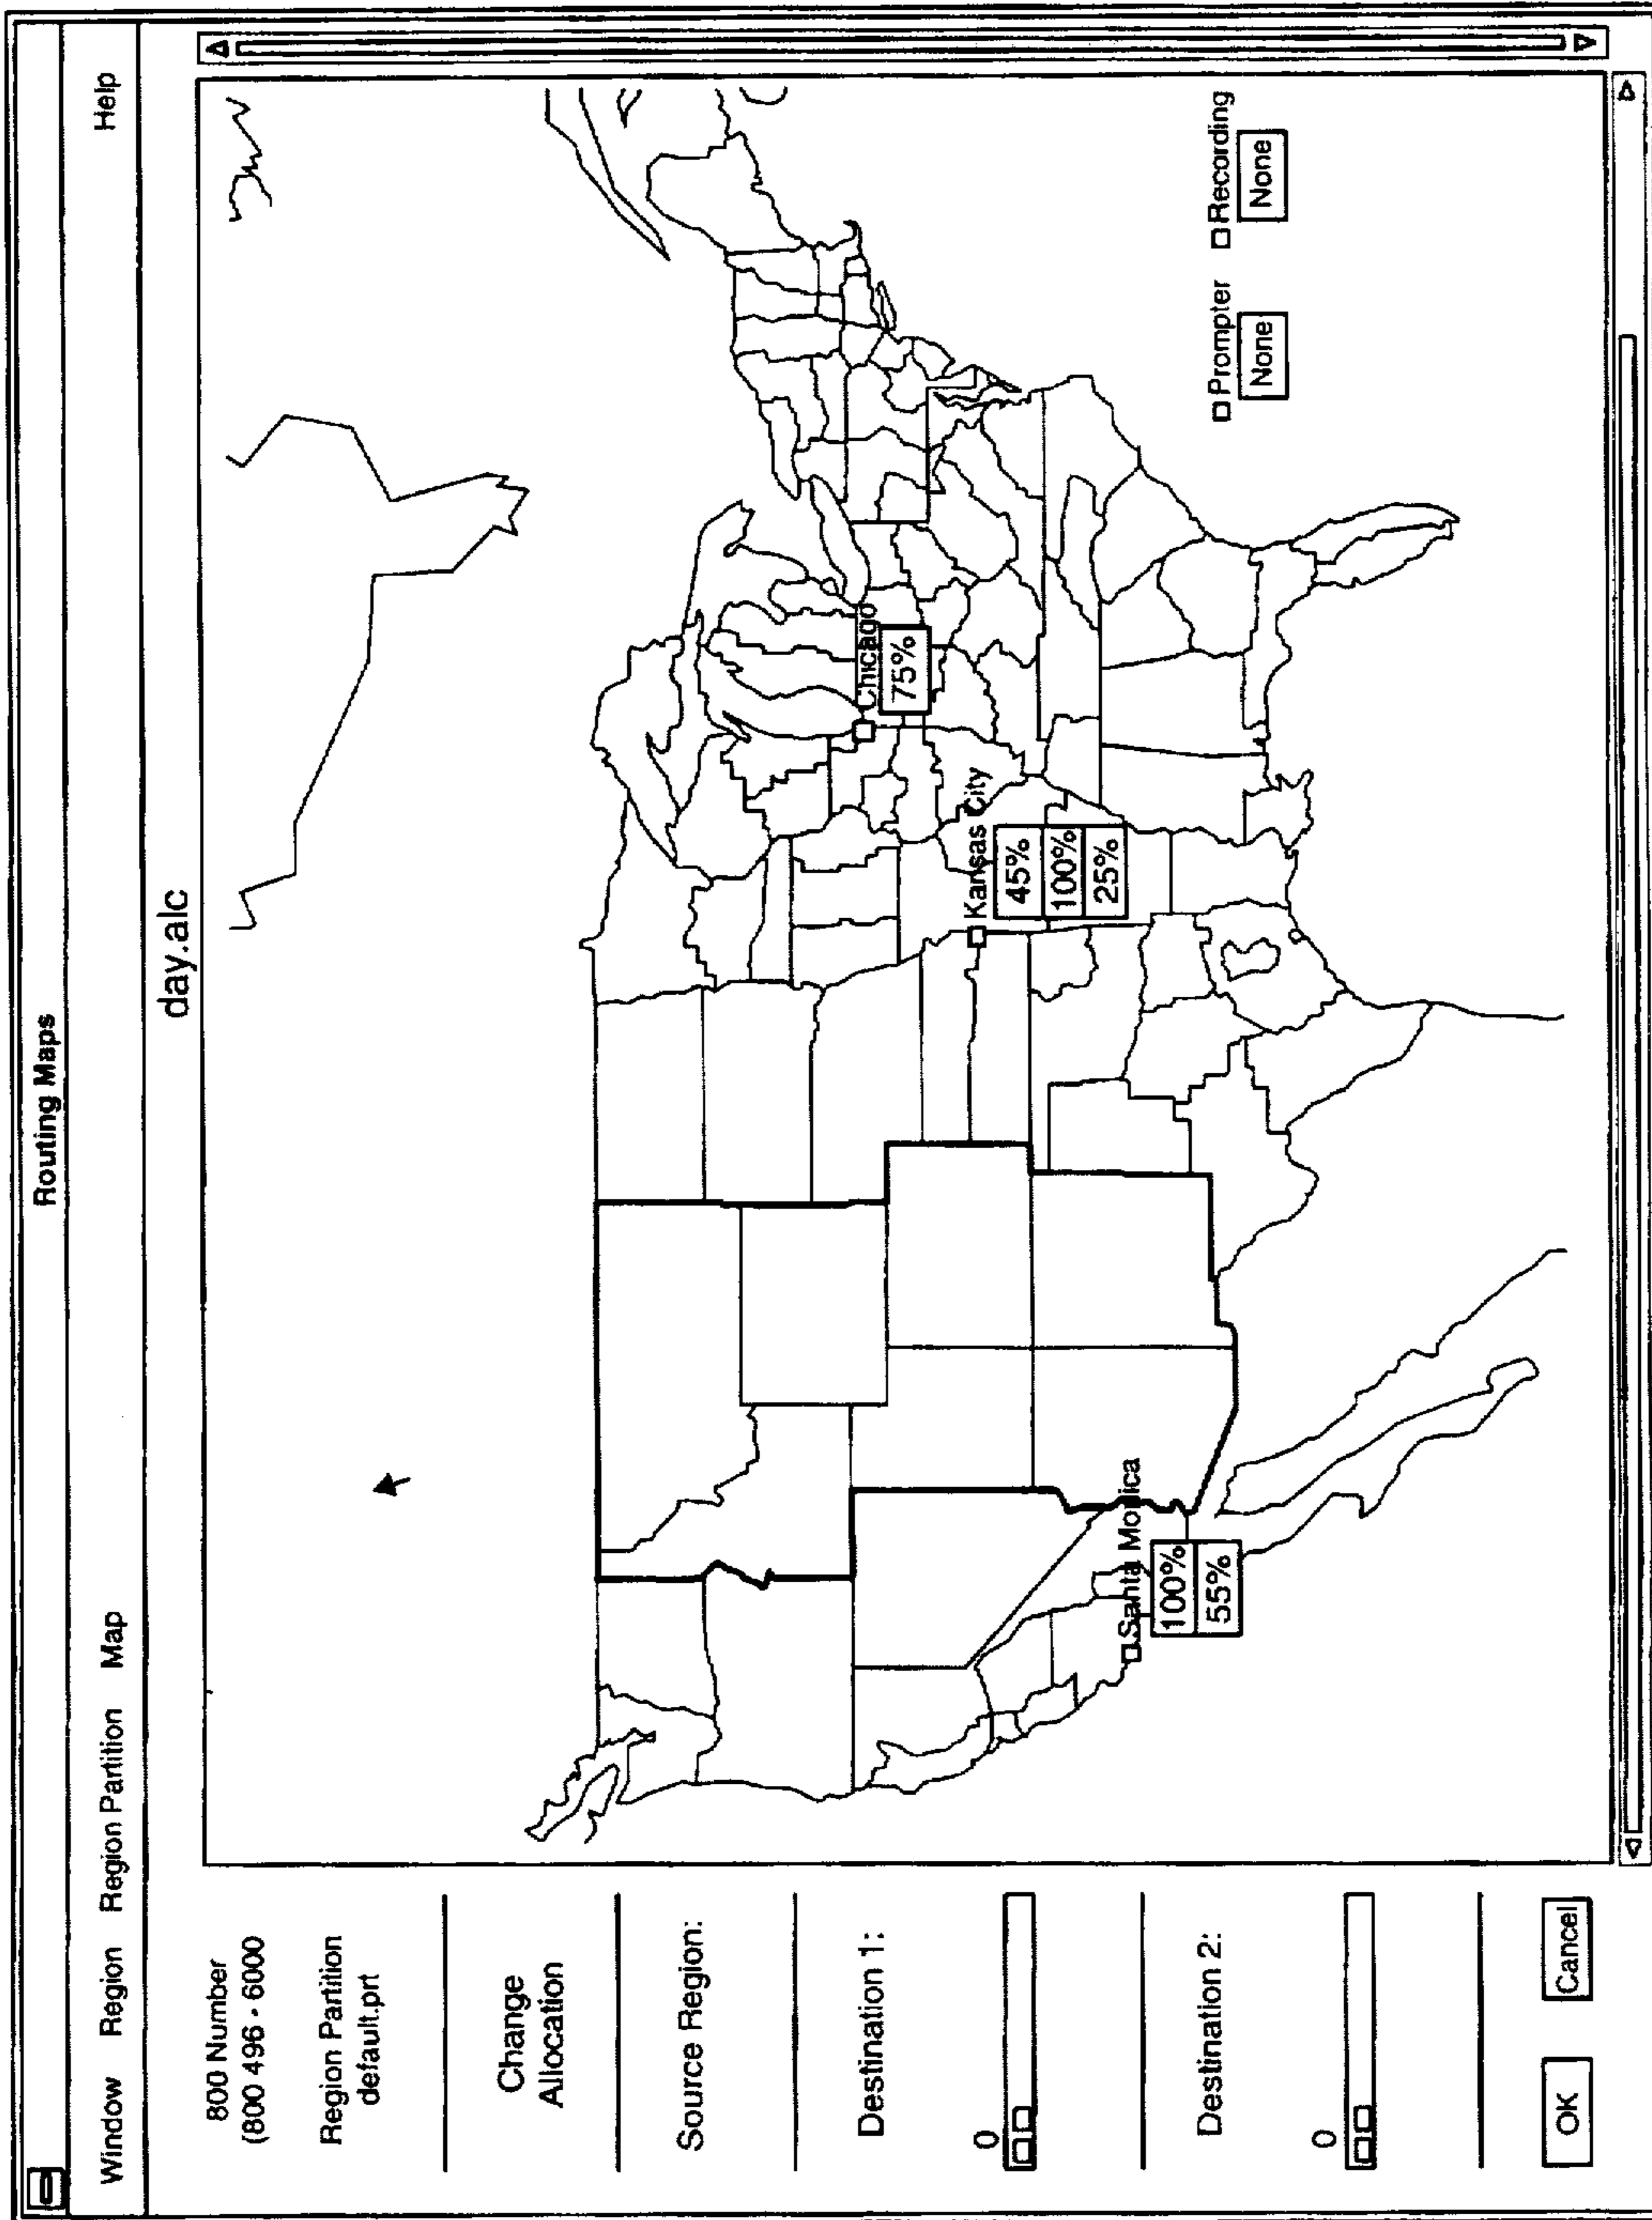 Routing Maps
Window Region Region Partition Map Help
day.alc
800 Number
(800 496 - 6000
Region Partition
default.prt
Change
Allocation
Source Region:
Destination 1:
0
Destination 2:
0
OK Cancel
Chicago
75%
Kansas City
45%
100%
25%
Santa Monica
100%
55%
Prompter
None
Recording
None